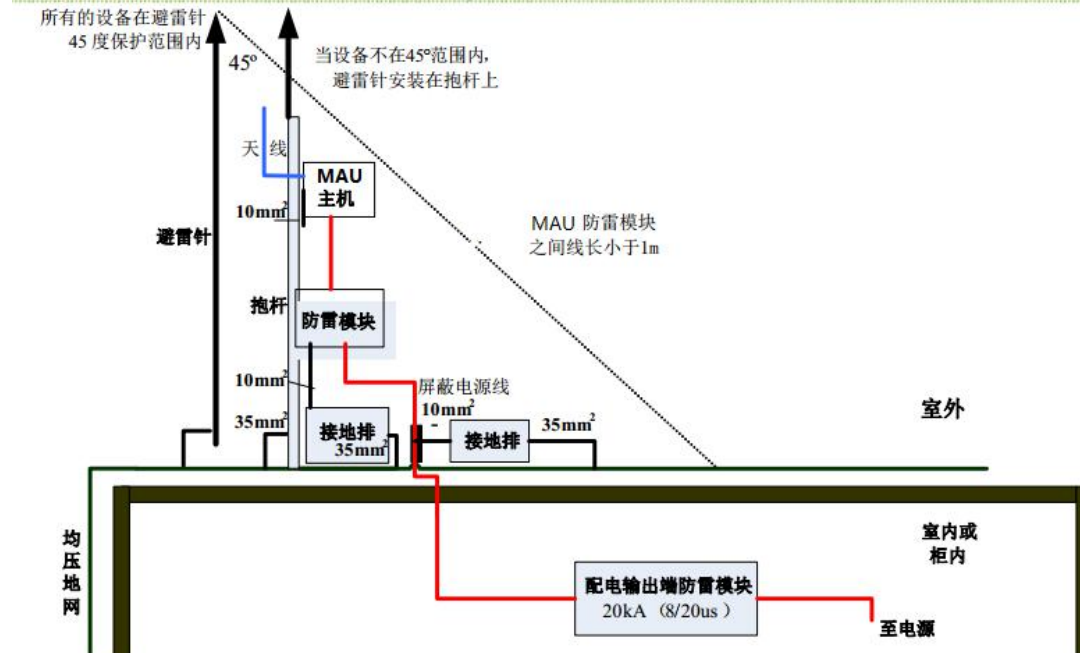 所有的设备在避雷针
45 度保护范围内
45°
当设备不在45°范围内，
避雷针安装在抱杆上
天 线
MAU
主机
10mm²
避雷针
MAU 防雷模块
之间线长小于1m
抱杆
防雷模块
10mm²
屏蔽电源线
10mm²
35mm²
接地排
35mm²
接地排
35mm²
室外
均
压
地
网
室内或
柜内
配电输出端防雷模块
20kA（8/20us ）
至电源